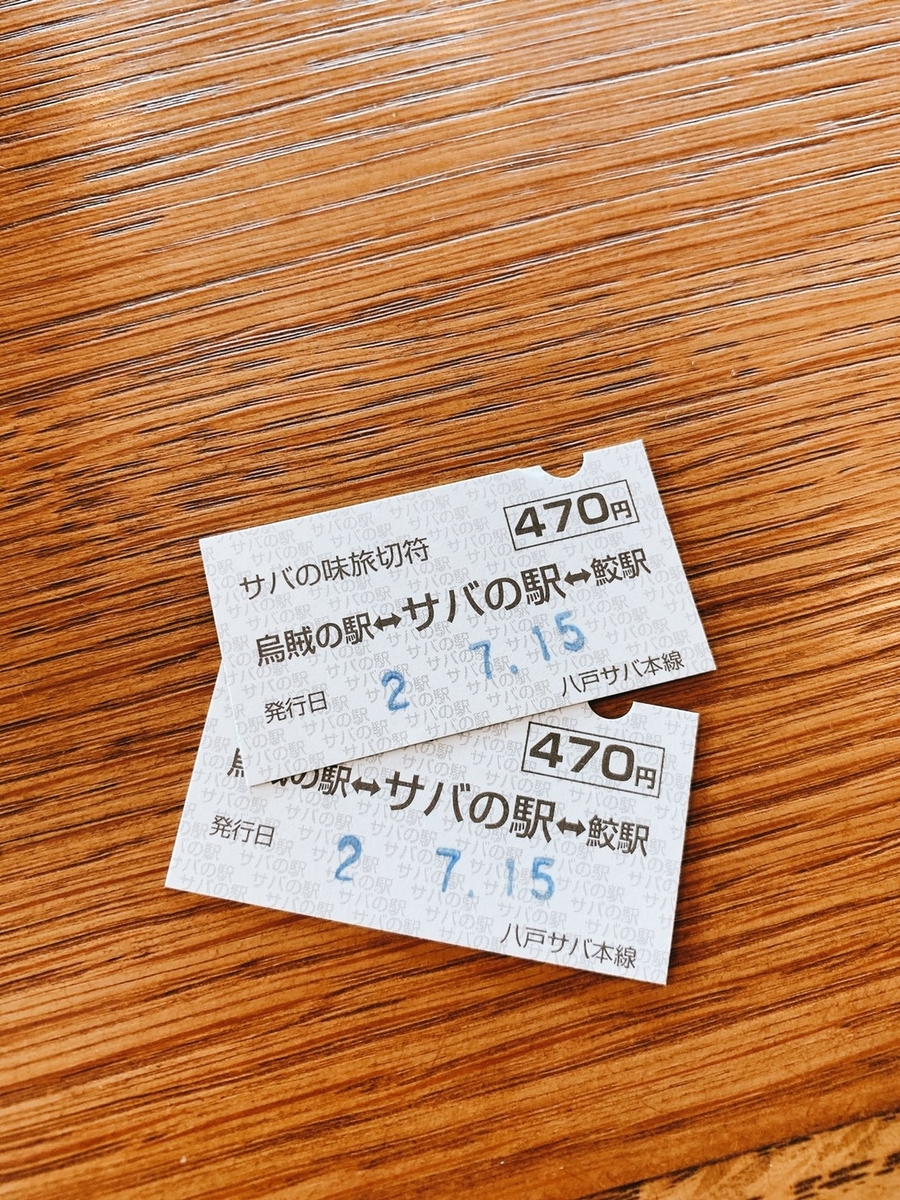 サバの味旅切符
470円
烏賊の駅↔サバの駅↔鮫駅
発行日 2 7.15
八戸サバ本線
470円
の駅↔サバの駅↔鮫駅
発行日 2 7.15
八戸サバ本線